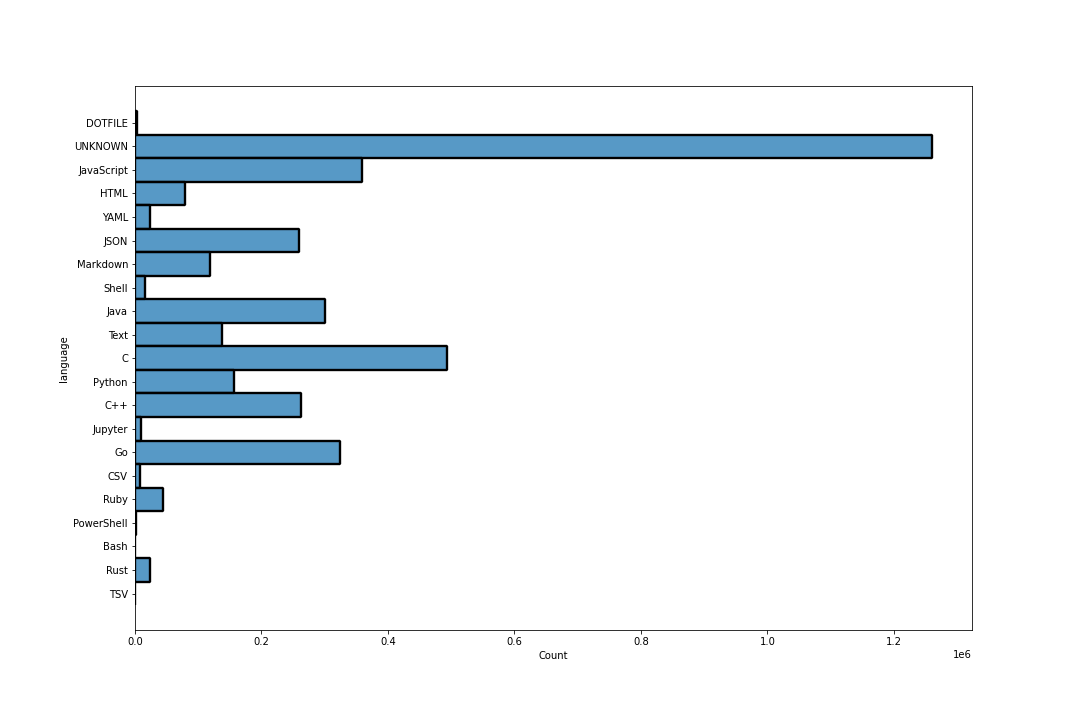 DOTFILE
UNKNOWN
JavaScript
HTML
YAML
JSON
Markdown
Shell
Java
Text
C
Python
C++
Jupyter
Go
CSV
Ruby
PowerShell
Bash
Rust
TSV
language
0.0 0.2 0.4 0.6 0.8 1.0 1.2
Count
1e6